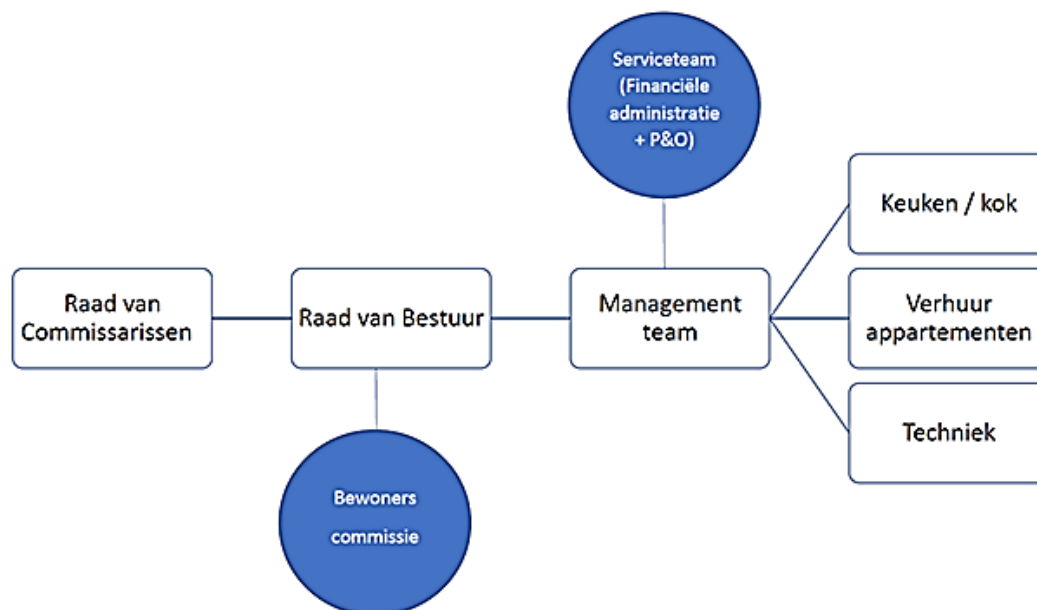 Serviceteam
(Financiële
administratie
+ P&O)
Keuken / kok
Raad van
Commissarissen
Raad van Bestuur
Management
team
Verhuur
appartementen
Techniek
Bewoners
commissie